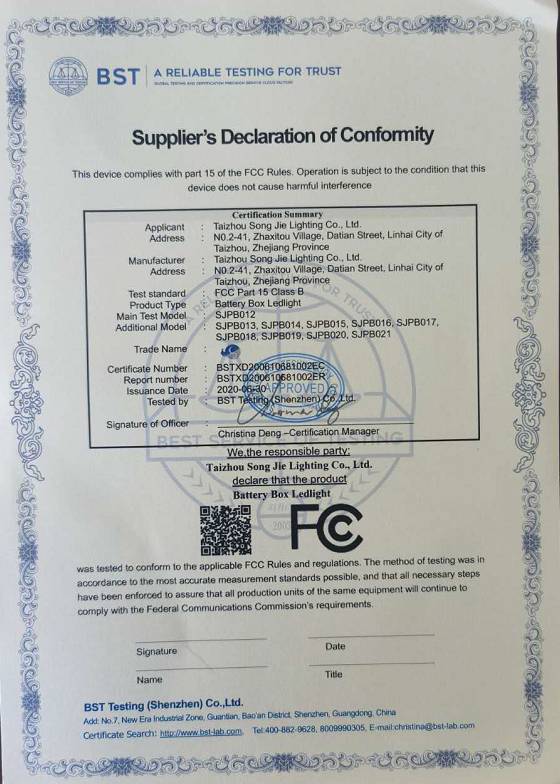 BST
A RELIABLE TESTING FOR TRUST
Supplier's Declaration of Conformity
This device complies with part 15 of the FCC Rules. Operation is subject to the condition that this
device does not cause harmful interference
Certification Summary
Applicant : Taizhou Song Jie Lighting Co., Ltd.
Address : N0.2-41, Zhaxitou Village, Datian Street, Linhai City of
Taizhou, Zhejiang Province
Manufacturer : Taizhou Song Jie Lighting Co., Ltd.
Address : N0.2-41, Zhaxitou Village, Datian Street, Linhai City of
Taizhou, Zhejiang Province
Test standard : FCC Part 15 Class B
Product Type : Battery Box Ledlight
Main Test Model : SJPB012
Additional Model : SJPB013, SJPB014, SJPB015, SJPB016, SJPB017,
SJPB018, SJPB019, SJPB020, SJPB021
Trade Name :
Certificate Number : BSTXD200610681002EC
Report number : BSTXD200610681002ER
Issuance Date : 2020-06-30
APPROVED
Tested by : BST Testing (Shenzhen) Co.,Ltd.
Signature of Officer :
Christina Deng –Certification Manager
BEST SERVICE OF TESTING
We,the responsible party:
Taizhou Song Jie Lighting Co., Ltd.
declare that the product
Battery Box Ledlight
FC
was tested to conform to the applicable FCC Rules and regulations. The method of testing was in
accordance to the most accurate measurement standards possible, and that all necessary steps
have been enforced to assure that all production units of the same equipment will continue to
comply with the Federal Communications Commission's requirements.
Signature
Date
Name
Title
BST Testing (Shenzhen) Co.,Ltd.
Add: No.7, New Era Industrial Zone, Guantian, Bao'an District, Shenzhen, Guangdong, China
Certificate Search: http://www.bst-lab.com, Tel:400-882-9628, 8009990305, E-mail:christina@bst-lab.com